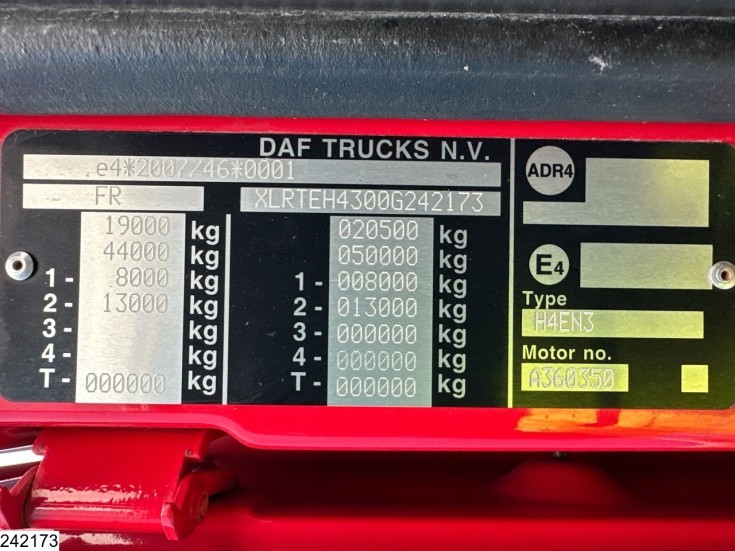 DAF TRUCKS N.V.
e4*2007/46*0001
FR XLRTEH4300G242173
19000 kg 020500 kg
44000 kg 050000 kg
1- 8000 kg 1- 008000 kg
2- 13000 kg 2- 013000 kg
3- kg 3- 000000 kg
4- kg 4- 000000 kg
T- 000000 kg T- 000000 kg
ADR4
E4
Type
H4EN3
Motor no.
A360350
242173